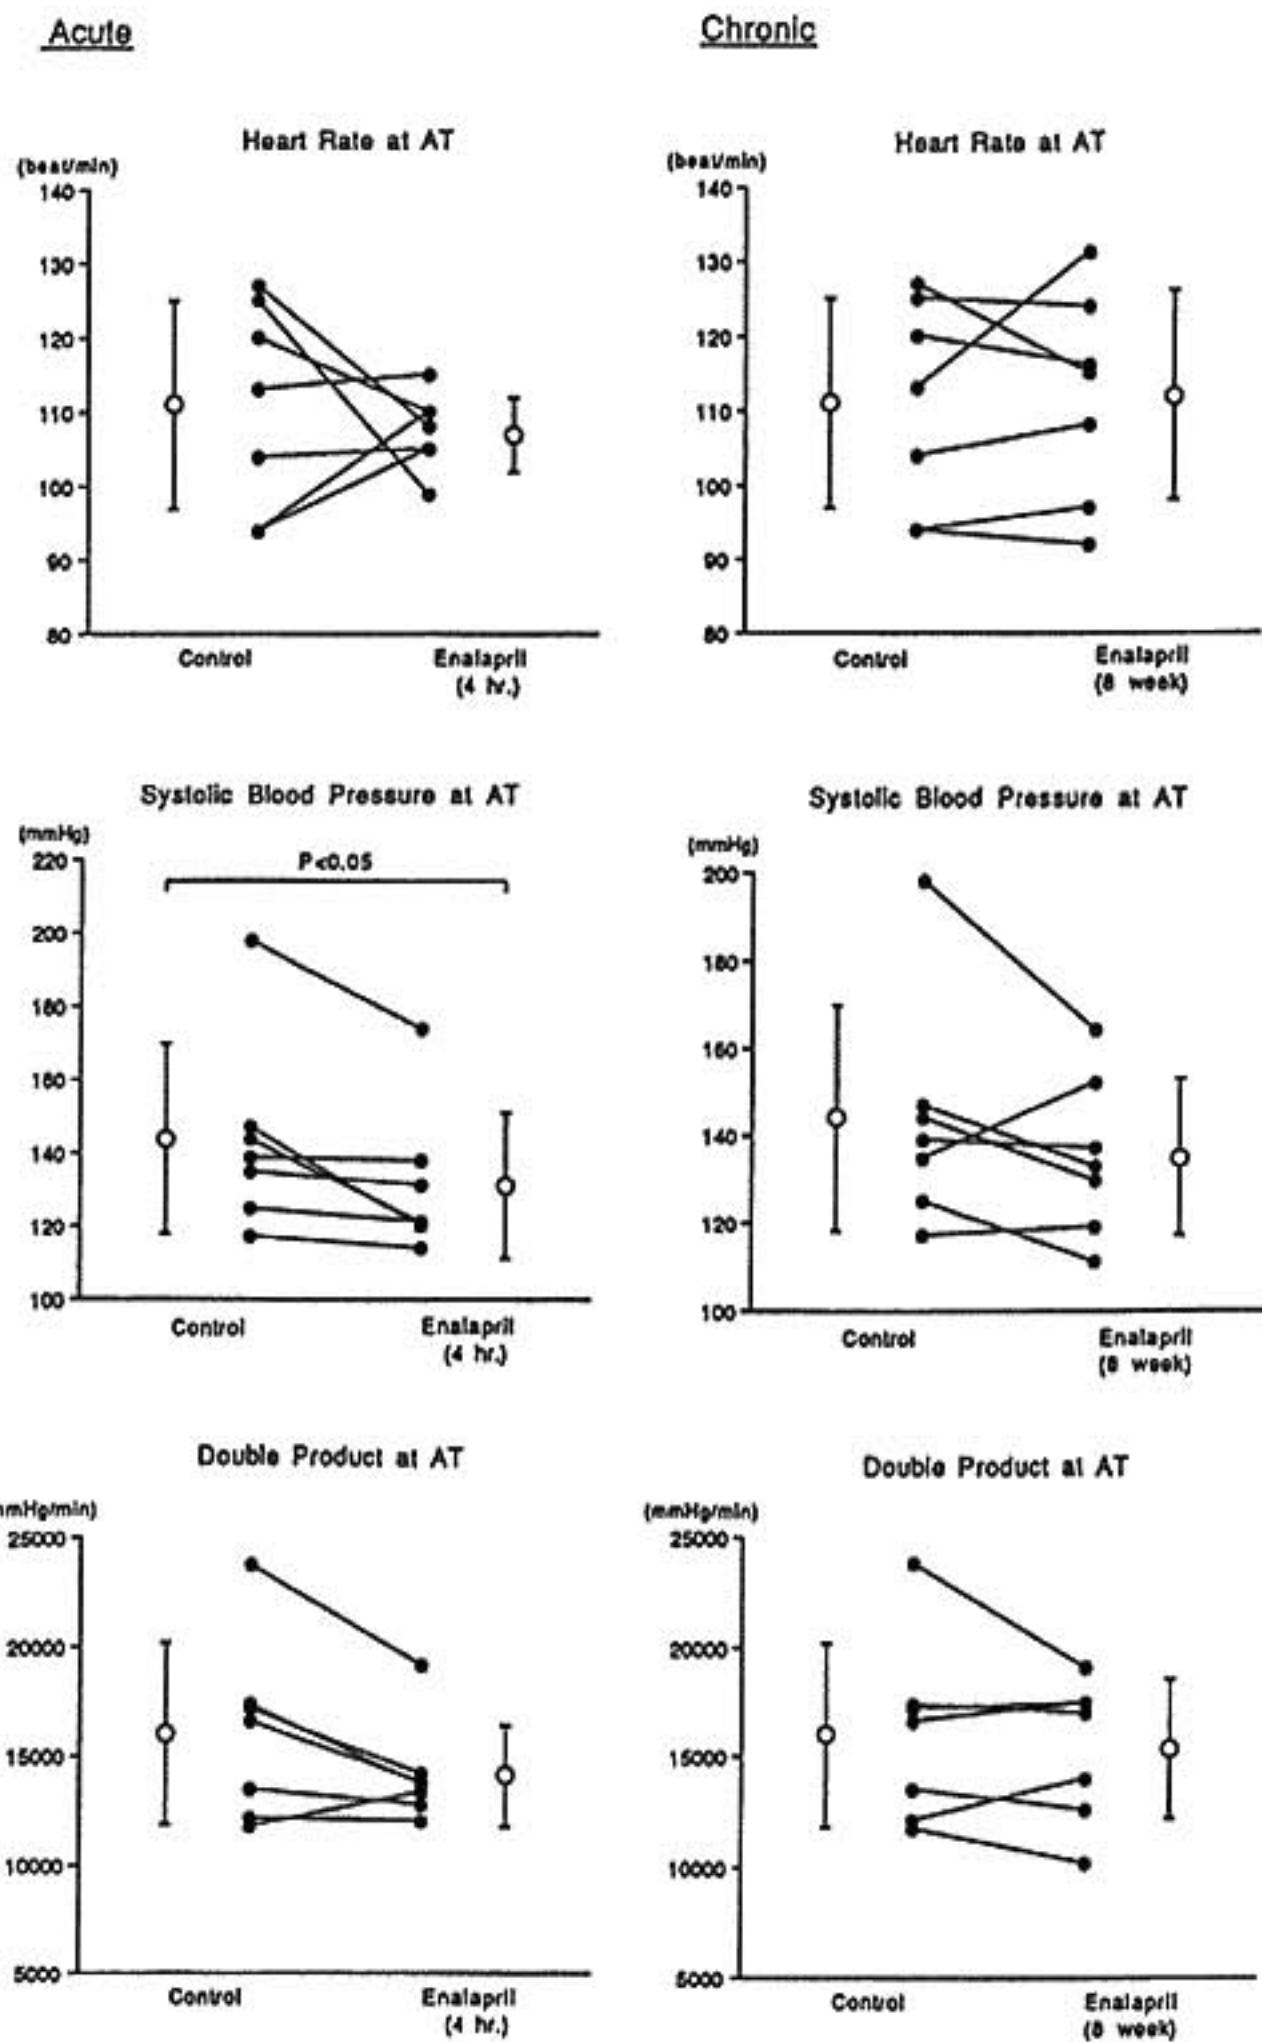 Acute
Chronic
Heart Rate at AT
(beat/min)
140
130
120
110
100
90
80
Control
Enalapril
(4 hr.)
Heart Rate at AT
(beat/min)
140
130
120
110
100
90
80
Control
Enalapril
(8 week)
Systolic Blood Pressure at AT
(mmHg)
220
200
180
160
140
120
100
P<0.05
Control
Enalapril
(4 hr.)
Systolic Blood Pressure at AT
(mmHg)
200
180
160
140
120
100
Control
Enalapril
(8 week)
Double Product at AT
mmHg/min)
25000
20000
15000
10000
5000
Control
Enalapril
(4 hr.)
Double Product at AT
(mmHg/min)
25000
20000
15000
10000
5000
Control
Enalapril
(8 week)